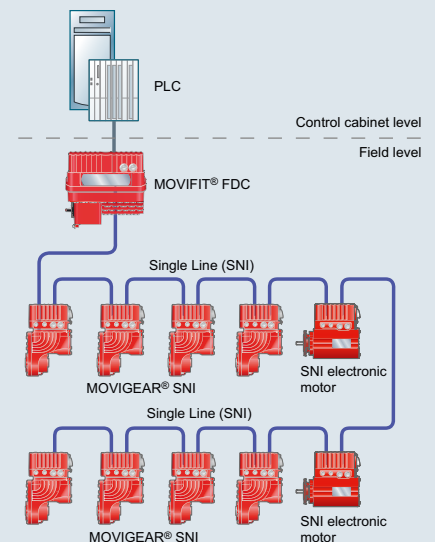 PLC
Control cabinet level
Field level
MOVIFIT® FDC
Single Line (SNI)
MOVIGEAR® SNI
SNI electronic
motor
Single Line (SNI)
MOVIGEAR® SNI
SNI electronic
motor